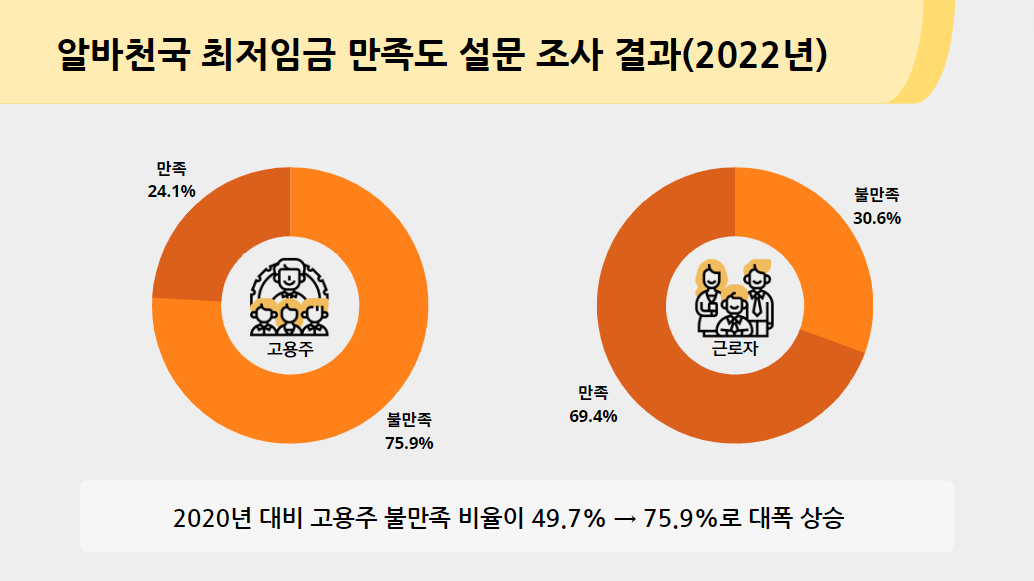 알바천국 최저임금 만족도 설문 조사 결과(2022년)
만족
24.1%
고용주
불만족
75.9%
불만족
30.6%
근로자
만족
69.4%
2020년 대비 고용주 불만족 비율이 49.7% → 75.9%로 대폭 상승